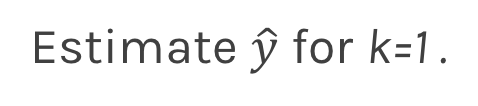 Estimate ŷ for k=1.